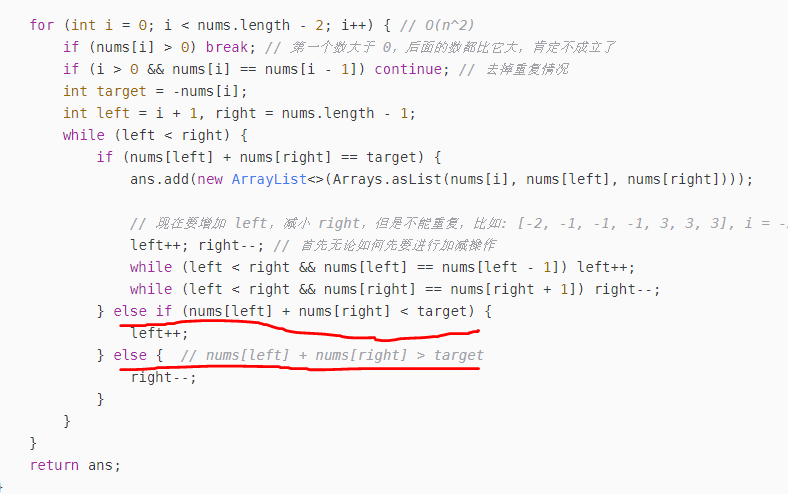 for (int i = 0; i < nums.length - 2; i++) { // O(n^2)
if (nums[i] > 0) break; // 第一个数大于 0，后面的数都比它大，肯定不成立了
if (i > 0 && nums[i] == nums[i - 1]) continue; // 去掉重复情况
int target = -nums[i];
int left = i + 1, right = nums.length - 1;
while (left < right) {
if (nums[left] + nums[right] == target) {
ans.add(new ArrayList<>(Arrays.asList(nums[i], nums[left], nums[right])));
// 现在要增加 left，减小 right，但是不能重复，比如: [-2, -1, -1, -1, 3, 3, 3], i = -
left++; right--; // 首先无论如何先要进行加减操作
while (left < right && nums[left] == nums[left - 1]) left++;
while (left < right && nums[right] == nums[right + 1]) right--;
} else if (nums[left] + nums[right] < target) {
left++;
} else { // nums[left] + nums[right] > target
right--;
}
}
}
return ans;